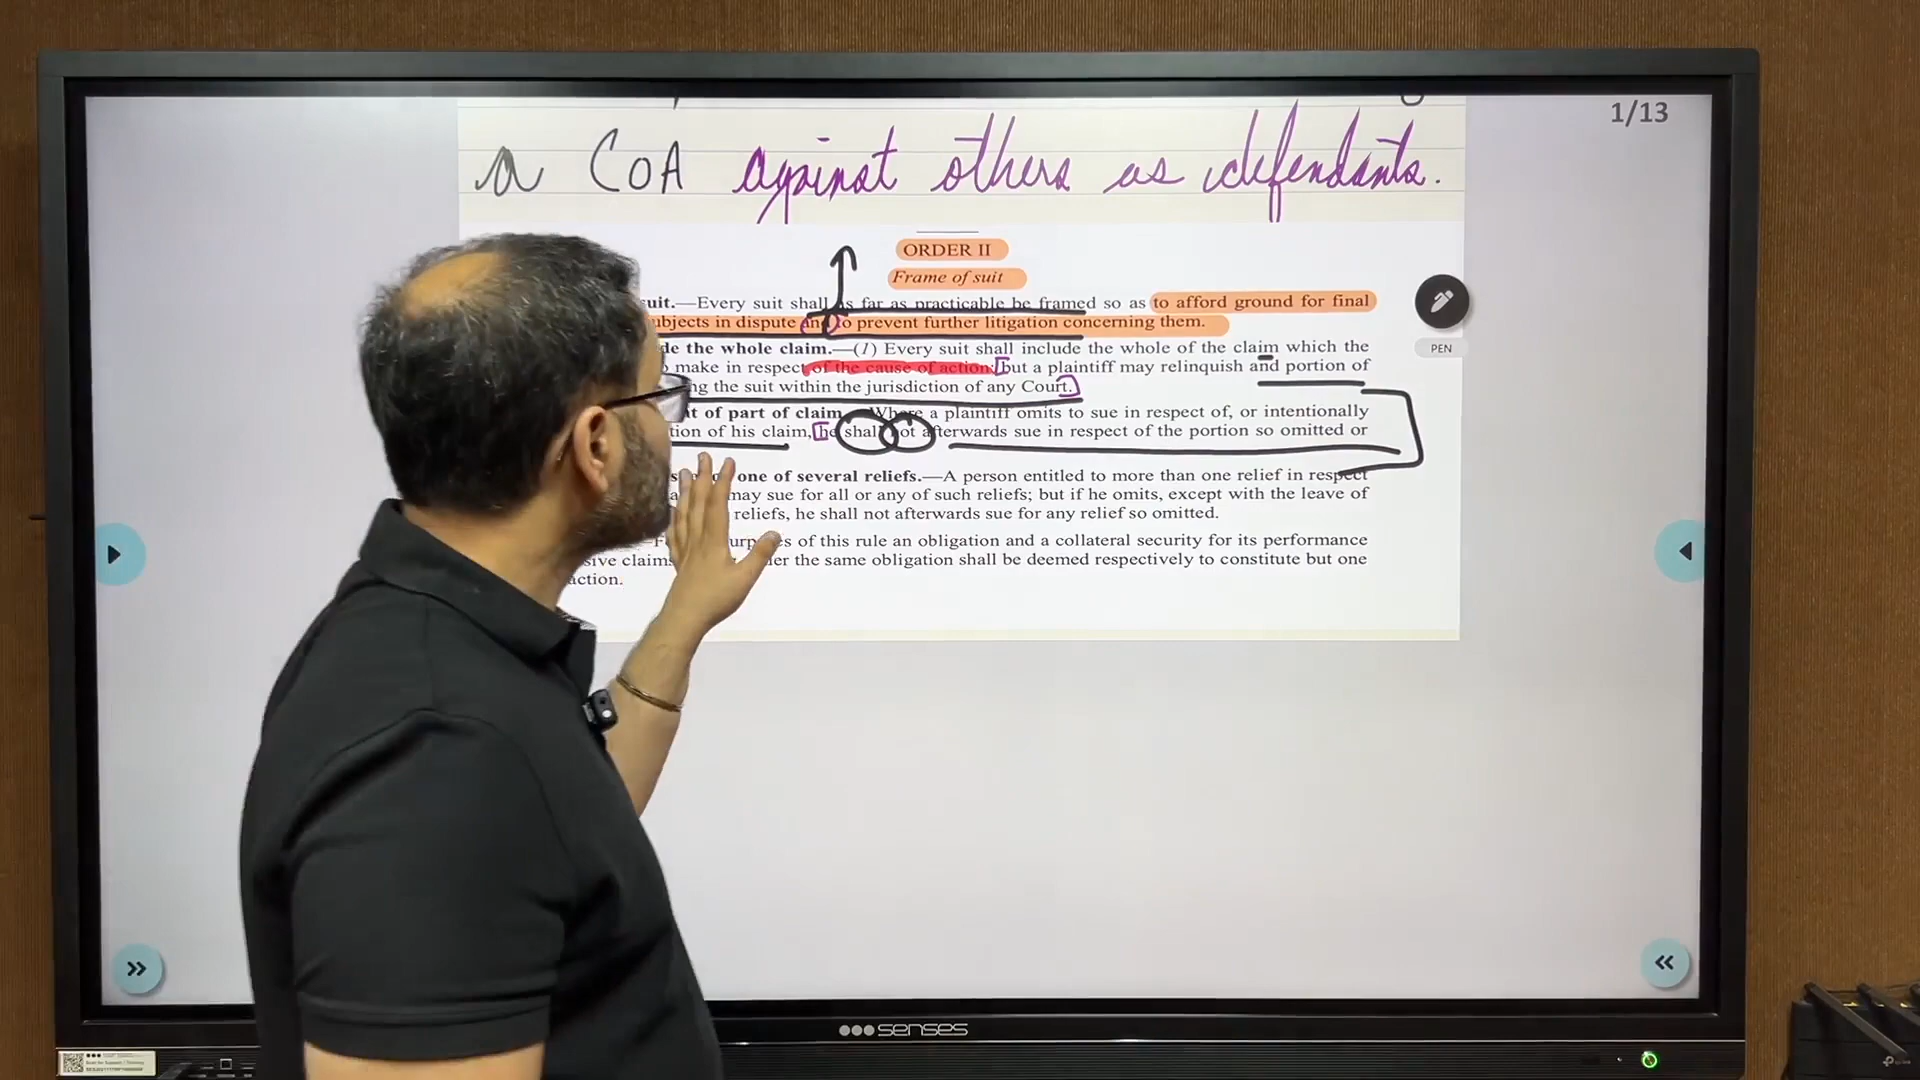 1/13
a COA against others as defendants.
ORDER II
Frame of suit
suit.—Every suit shall as far as practicable be framed so as to afford ground for final
subjects in dispute and to prevent further litigation concerning them.
de the whole claim.—(1) Every suit shall include the whole of the claim which the
make in respect of the cause of action; but a plaintiff may relinquish and portion of
ng the suit within the jurisdiction of any Court.
of part of claim.—Where a plaintiff omits to sue in respect of, or intentionally
tion of his claim, he shall not afterwards sue in respect of the portion so omitted or
one of several reliefs.—A person entitled to more than one relief in respect
may sue for all or any of such reliefs; but if he omits, except with the leave of
reliefs, he shall not afterwards sue for any relief so omitted.
of this rule an obligation and a collateral security for its performance
sive claims the same obligation shall be deemed respectively to constitute but one
action.
PEN
senses